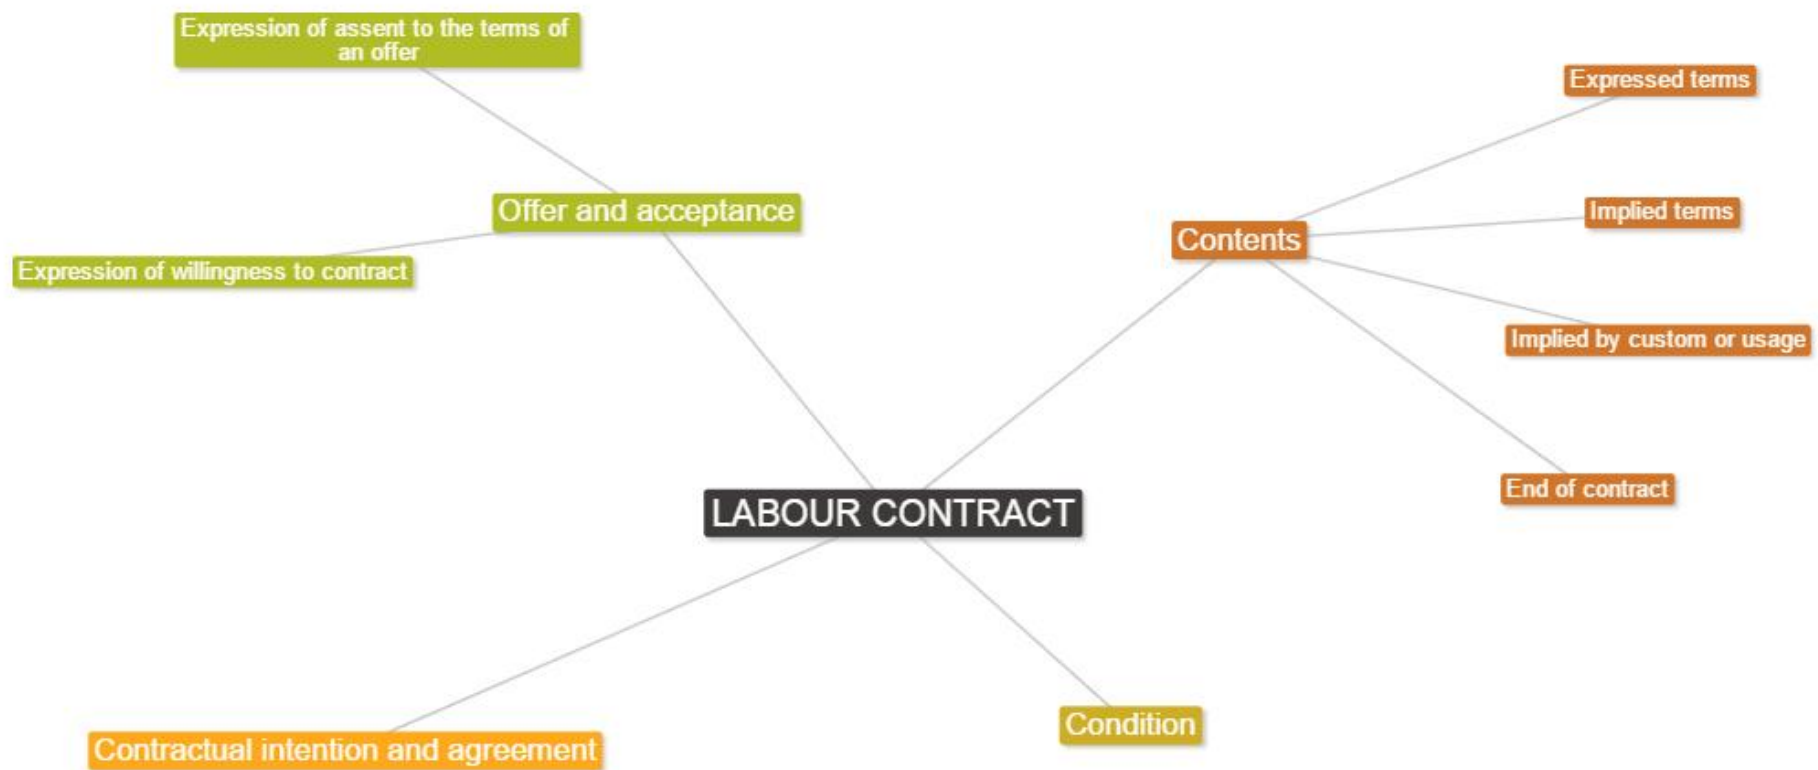 Expression of assent to the terms of
an offer
Expressed terms
Offer and acceptance
Implied terms
Contents
Expression of willingness to contract
Implied by custom or usage
End of contract
LABOUR CONTRACT
Condition
Contractual intention and agreement